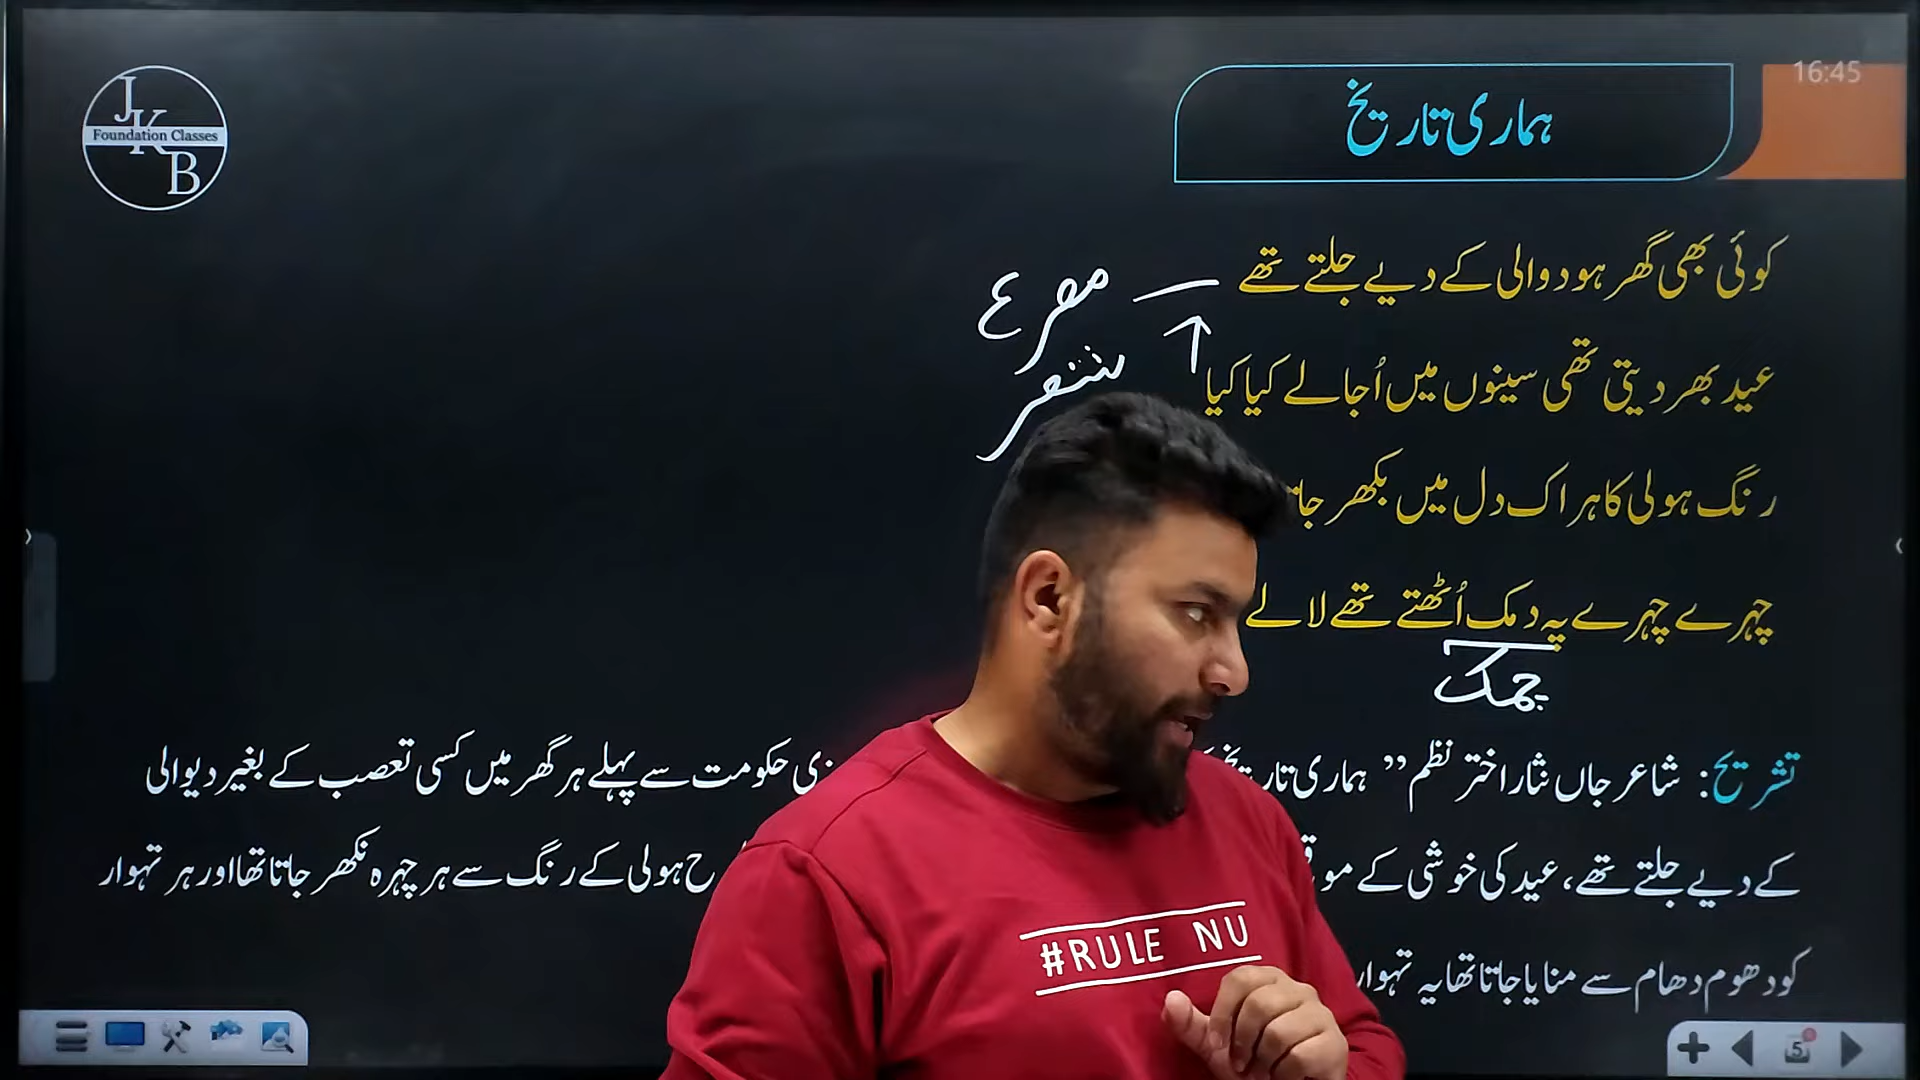 16:45
J
K
Foundation Classes
B
ہماری تاریخ
کوئی بھی گھر ہو دوالی کے دیے جلتے تھے
مصرع
عید بھر دیتی تھی سینوں میں اُجالے کیا کیا
شعر
رنگ ہولی کا ہر اک دل میں بکھر
چہرے چہرے پہ دمک اُٹھتے تھے لالے
چمک
تشریح: شاعر جاں نثار اختر نظم ” ہماری تاریخ حکومت سے پہلے ہر گھر میں کسی تعصب کے بغیر دیوالی
کے دیے جلتے تھے، عید کی خوشی کے ہولی کے رنگ سے ہر چہرہ نکھر جاتا تھا اور ہر تہوار
کو دھوم دھام سے منایا جاتا تھا یہ تہوار
#RULE NU
5